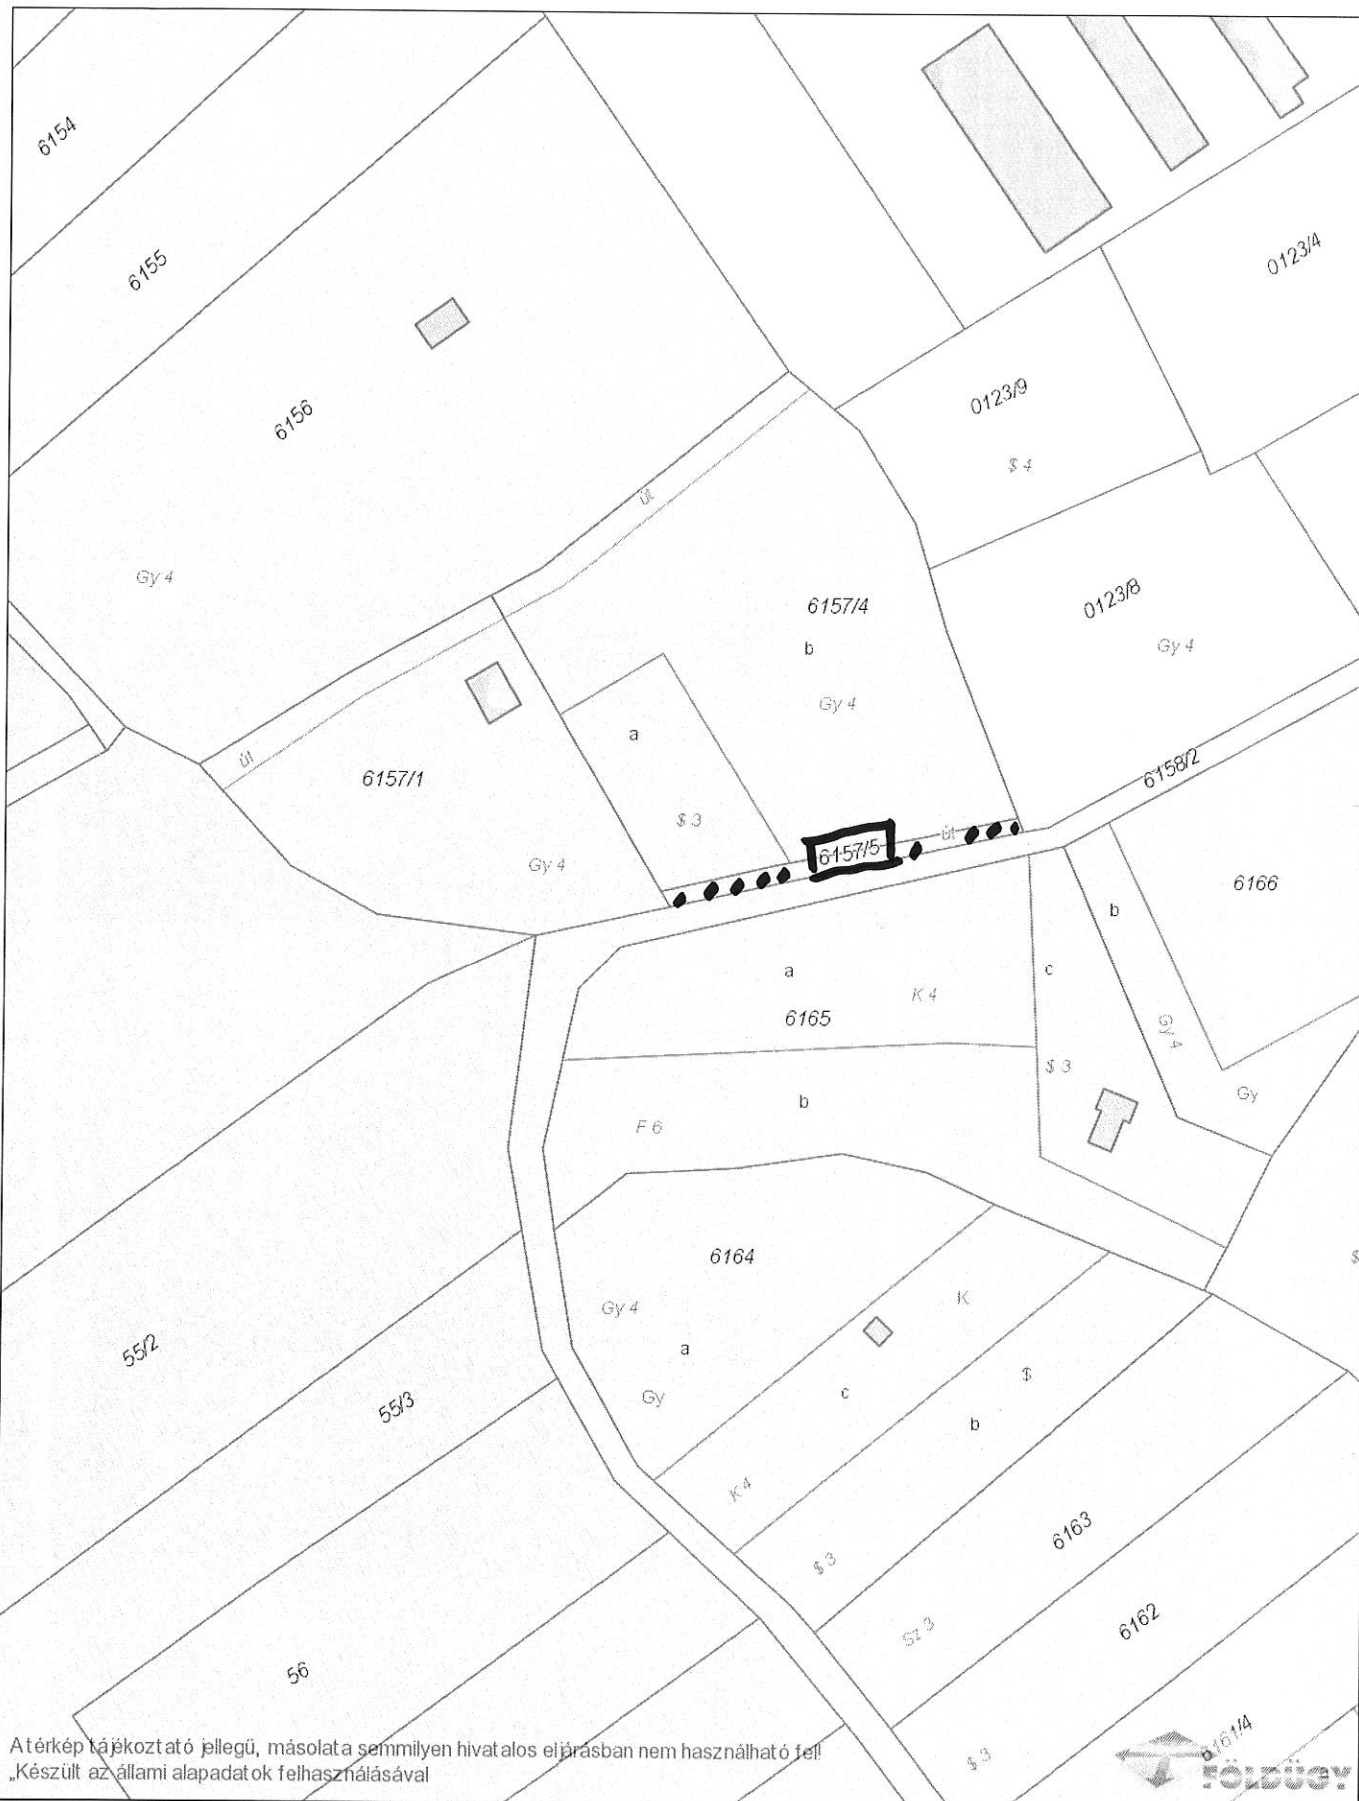 6154
6155
6156
Gy 4
út
út
6157/1
Gy 4
6157/4
b
Gy 4
a
$ 3
0123/4
0123/9
$ 4
0123/8
Gy 4
6158/2
6157/5
út
6166
b
c
Gy 4
Gy
$ 3
a
K 4
6165
b
F 6
6164
Gy 4
a
Gy
K
c
K 4
$
b
$ 3
$
55/2
55/3
56
6163
Sz 3
6162
$ 3
6161/4
A térkép tájékoztató jellegű, másolata semmilyen hivatalos eljárásban nem használható fel!
„Készült az állami alapadatok felhasználásával
FÖLDÜGY